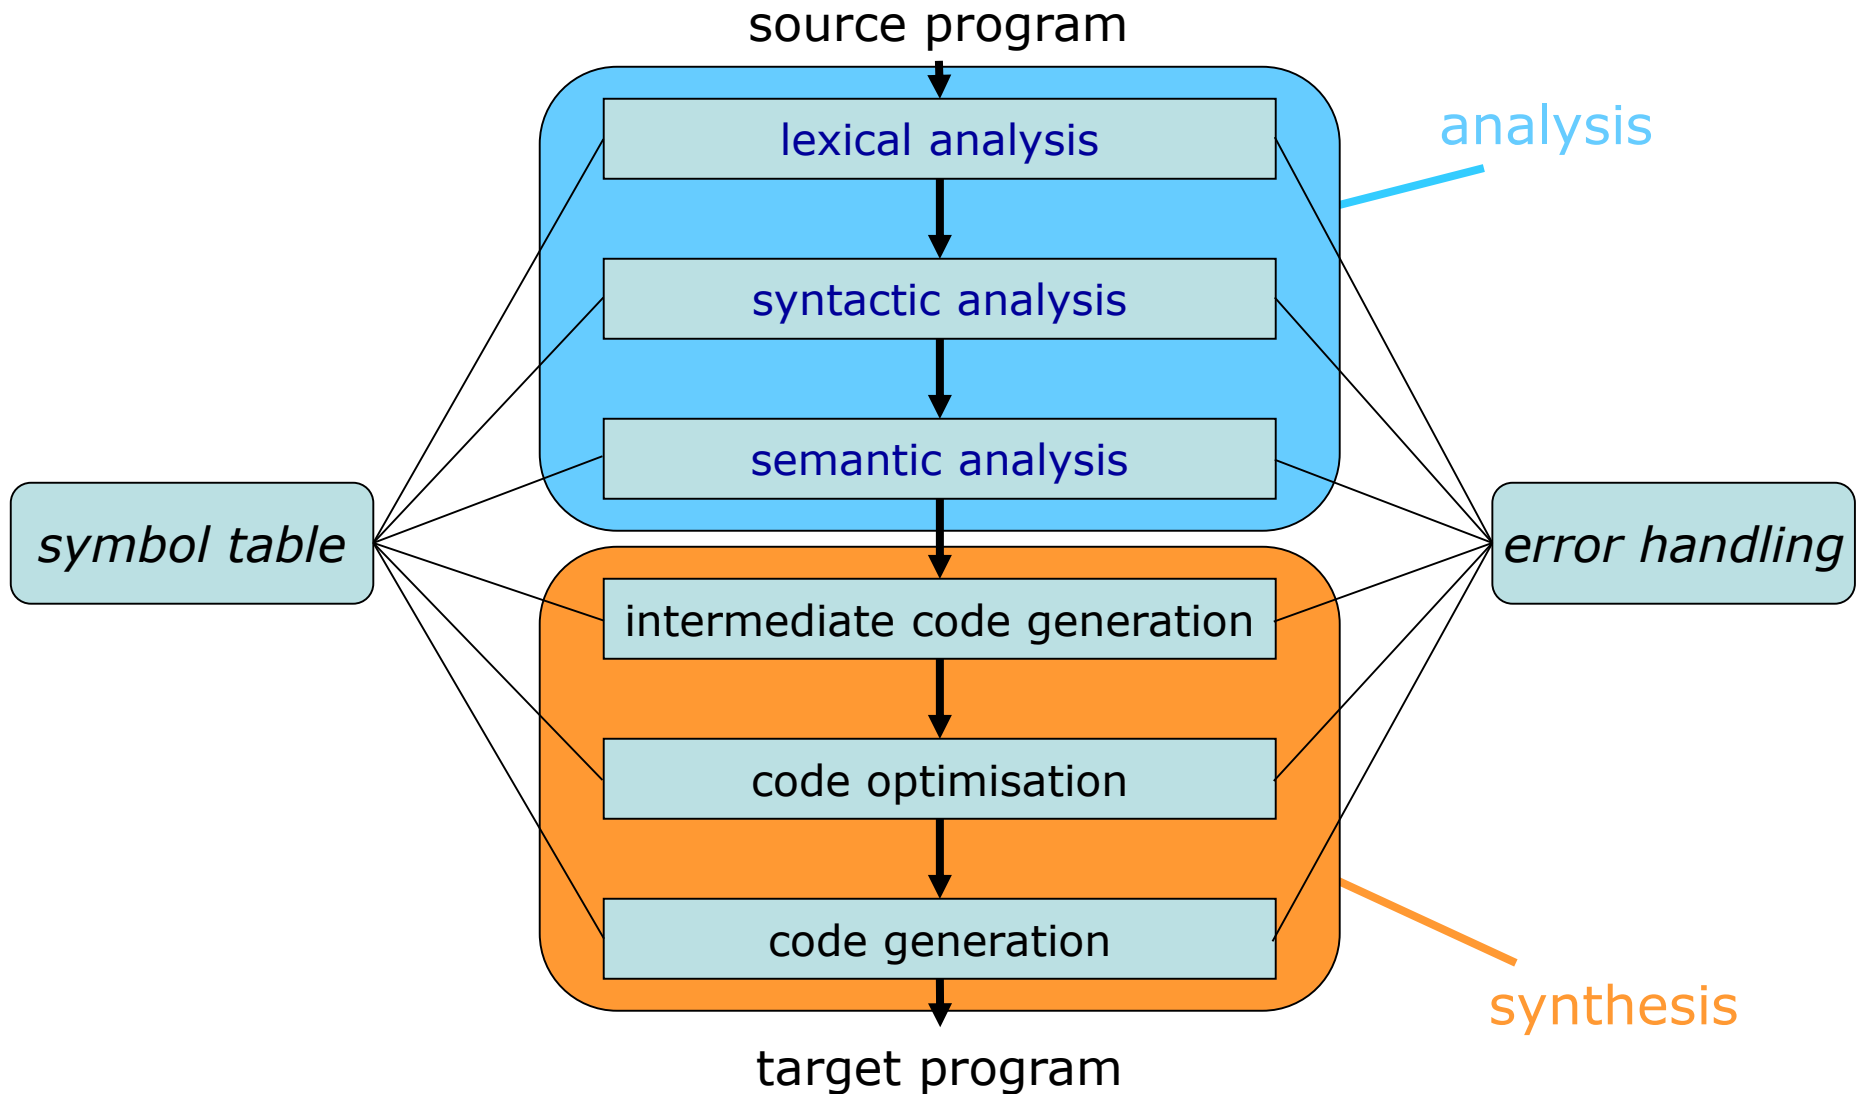 source program
lexical analysis
analysis
syntactic analysis
semantic analysis
symbol table
error handling
intermediate code generation
code optimisation
code generation
synthesis
target program